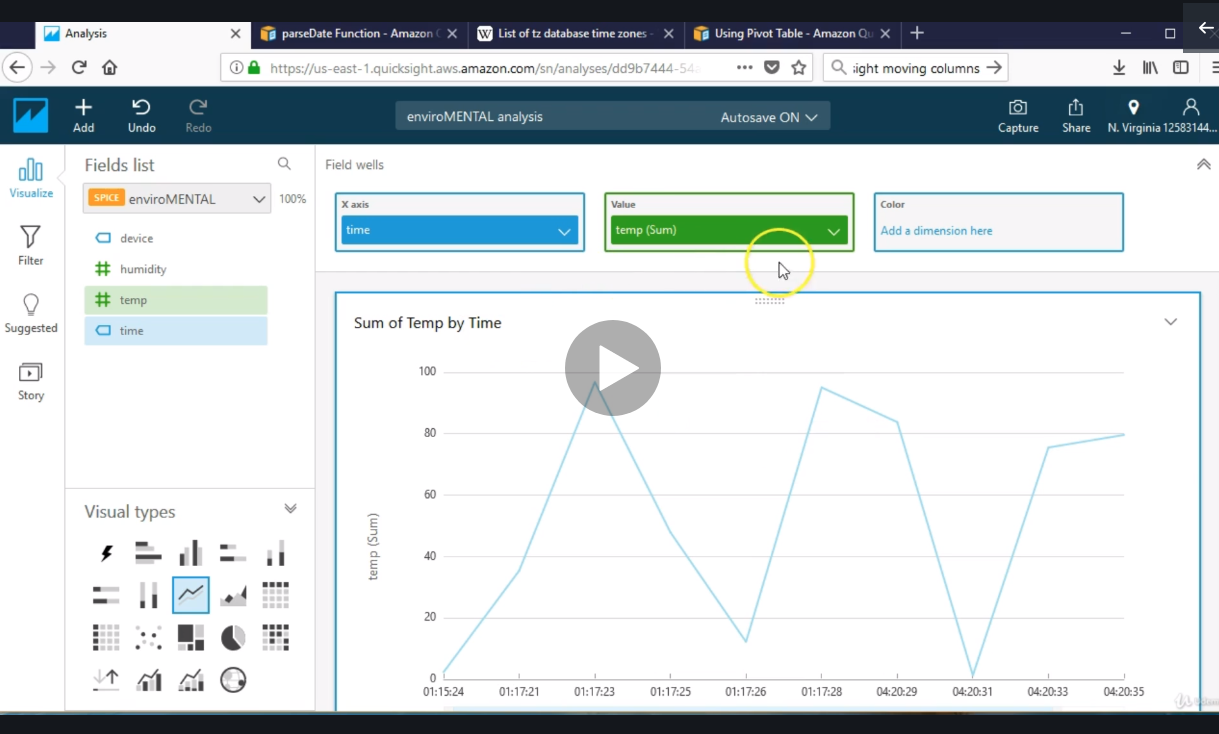 Analysis
parseDate Function - Amazon
List of tz database time zones -
Using Pivot Table - Amazon Qu
https://us-east-1.quicksight.aws.amazon.com/sn/analyses/dd9b7444-54a
ight moving columns
Add
Undo
Redo
enviroMENTAL analysis
Autosave ON
Capture
Share
N. Virginia
12583144...
Visualize
Filter
Suggested
Story
Fields list
SPICE enviroMENTAL
100%
device
humidity
temp
time
Visual types
Field wells
X axis
time
Value
temp (Sum)
Color
Add a dimension here
Sum of Temp by Time
temp (Sum)
100
80
60
40
20
0
01:15:24 01:17:21 01:17:23 01:17:25 01:17:26 01:17:28 04:20:29 04:20:31 04:20:33 04:20:35